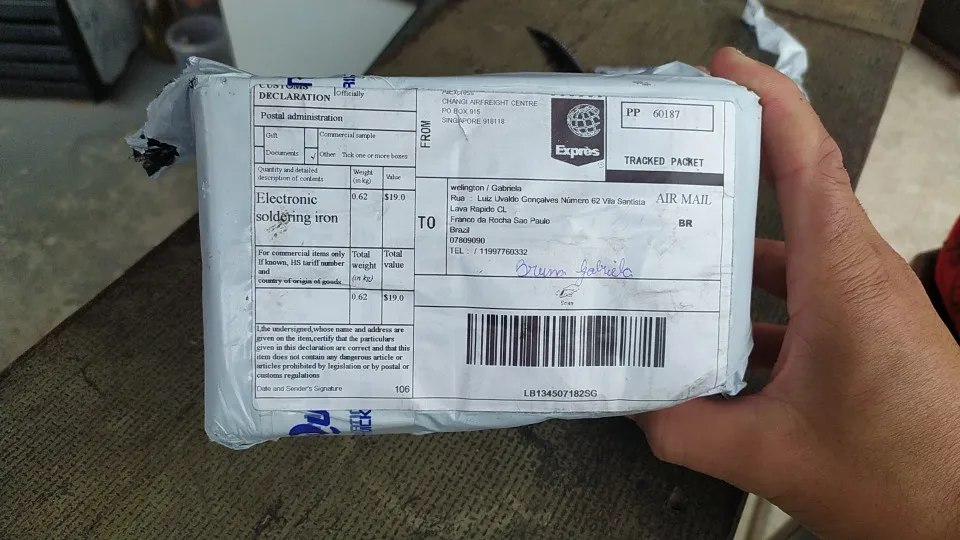 CUSTOMS
DECLARATION
Officially
Postal administration
Gift
Commercial sample
Documents
✓
Other
Tick one or more boxes
Quantity and detailed
description of contents
Weight
(in kg)
Value
Electronic
soldering iron
0.62
$19.0
For commercial items only
If known, HS tariff number
and
country of origin of goods
Total
weight
(in kg)
Total
value
0.62
$19.0
I,the undersigned,whose name and address are
given on the item,certify that the particulars
given in this declaration are correct and that this
item does not contain any dangerous article or
articles prohibited by legislation or by postal or
customs regulations
Date and Sender's Signature
106
FROM
CHANGI AIRFREIGHT CENTRE
PO BOX 915
SINGAPORE 918118
Exprès
PP 60187
TRACKED PACKET
TO
welington / Gabriela
Rua : Luiz Uvaldo Gonçalves Número 62 Vila Santista
Lava Rapido CL
Franco da Rocha Sao Paulo
Brazil
07809090
TEL : / 11997760332
AIR MAIL
BR
Gabriela
Scan
LB134507182SG